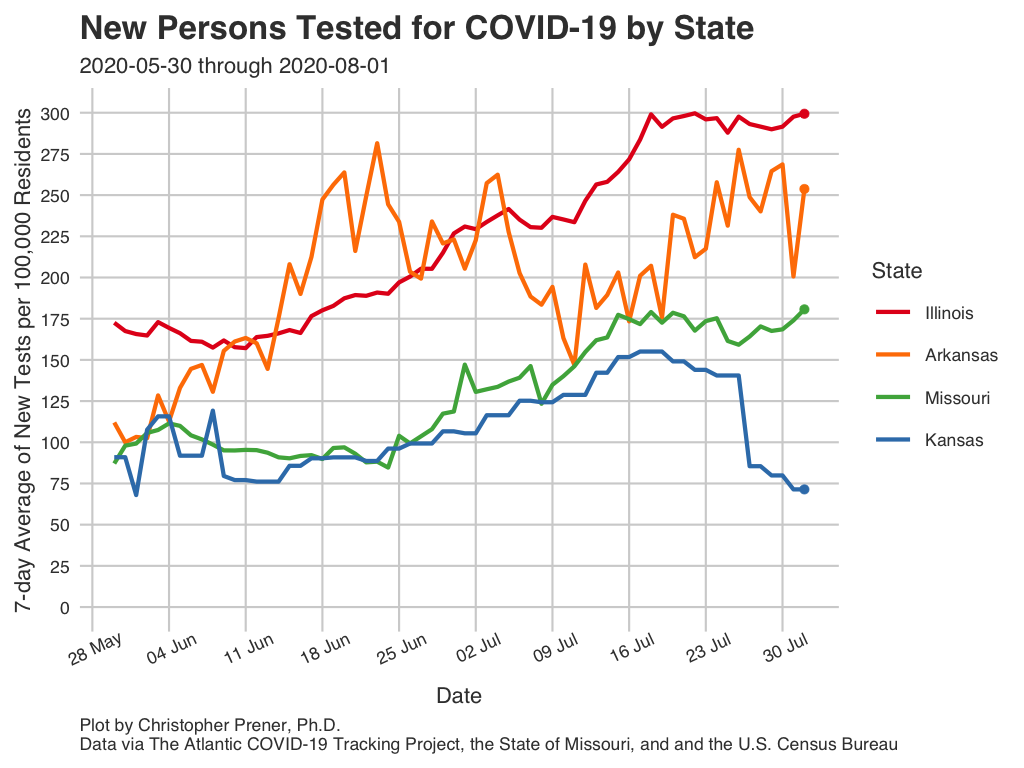 New Persons Tested for COVID-19 by State
2020-05-30 through 2020-08-01
7-day Average of New Tests per 100,000 Residents
300
275
250
225
200
175
150
125
100
75
50
25
0
28 May
04 Jun
11 Jun
18 Jun
25 Jun
02 Jul
09 Jul
16 Jul
23 Jul
30 Jul
Date
State
Illinois
Arkansas
Missouri
Kansas
Plot by Christopher Prener, Ph.D.
Data via The Atlantic COVID-19 Tracking Project, the State of Missouri, and and the U.S. Census Bureau